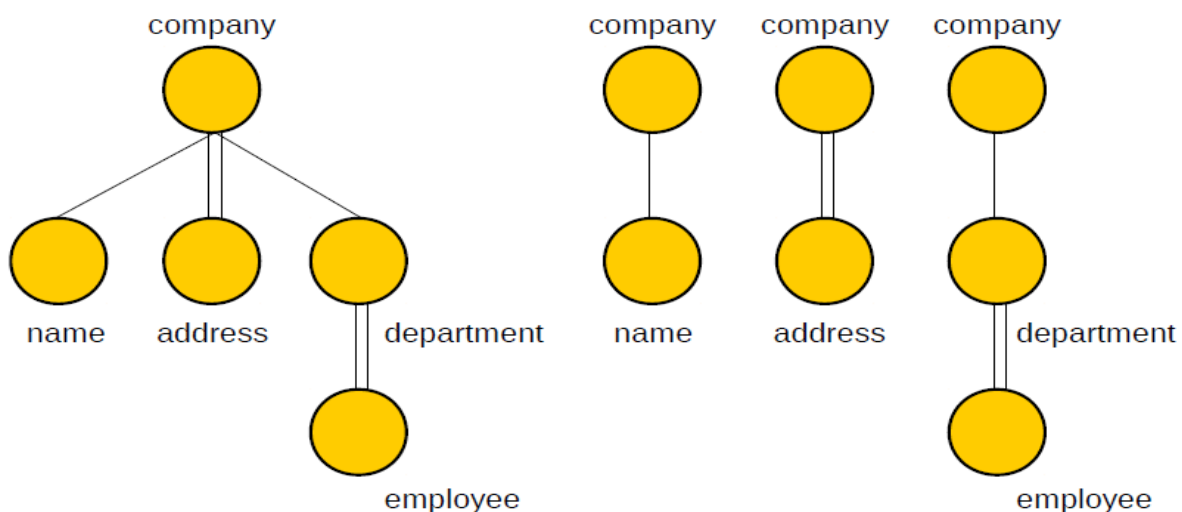 company
name
address
department
employee
company
name
company
address
company
department
employee